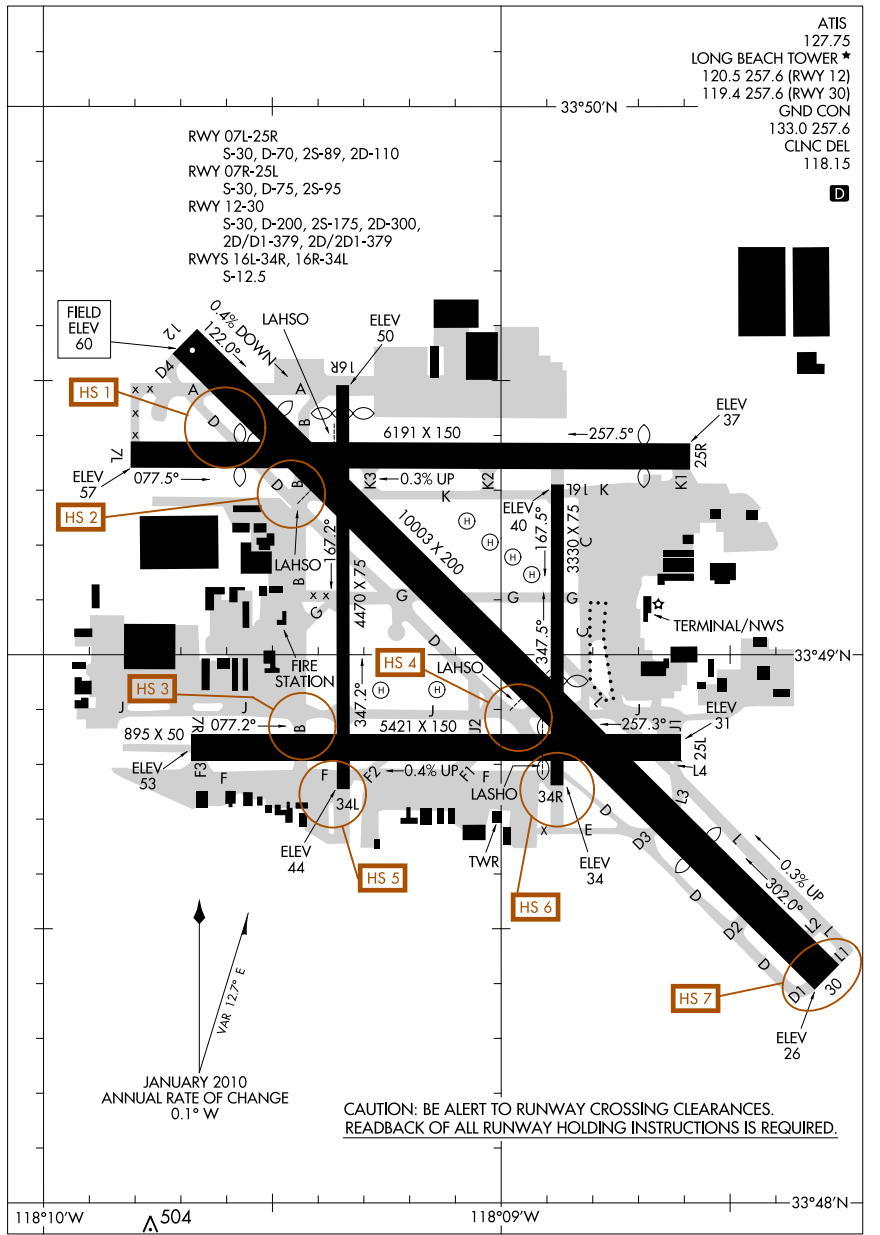 ATIS
127.75
LONG BEACH TOWER ★
120.5 257.6 (RWY 12)
119.4 257.6 (RWY 30)
GND CON
133.0 257.6
CLNC DEL
118.15
D
33°50'N
RWY 07L-25R
S-30, D-70, 2S-89, 2D-110
RWY 07R-25L
S-30, D-75, 2S-95
RWY 12-30
S-30, D-200, 2S-175, 2D-300,
2D/D1-379, 2D/2D1-379
RWYS 16L-34R, 16R-34L
S-12.5
FIELD
ELEV
60
12
0.4% DOWN
122.0°
LAHSO
ELEV
50
16R
D4
HS 1
x x
A
A
D
B
x
x
6191 X 150
257.5°
ELEV
37
25R
7L
ELEV
57
077.5°
D
B
K3
0.3% UP
K2
K
K1
HS 2
ELEV
40
16L
K
LAHSO
B
167.2°
4470 X 75
10003 X 200
H
H
H
H
167.5°
3330 X 75
C
x x
G
G
G
G
FIRE
STATION
D
347.5°
C
TERMINAL/NWS
33°49'N
HS 4
LAHSO
HS 3
347.2°
H
H
J
J
J
J
L
ELEV
31
895 X 50
7R
077.2°
B
5421 X 150
J2
257.3°
J1
25L
L4
ELEV
53
F3
F
F
F2
0.4% UP
F1
F
LASHO
34L
34R
L3
ELEV
44
TWR
x
E
ELEV
34
D
D3
L
0.3% UP
302.0°
HS 5
HS 6
D
D2
L2
L
L1
D
HS 7
D1
30
ELEV
26
VAR 12.7° E
JANUARY 2010
ANNUAL RATE OF CHANGE
0.1° W
CAUTION: BE ALERT TO RUNWAY CROSSING CLEARANCES.
READBACK OF ALL RUNWAY HOLDING INSTRUCTIONS IS REQUIRED.
33°48'N
118°10'W
504
118°09'W